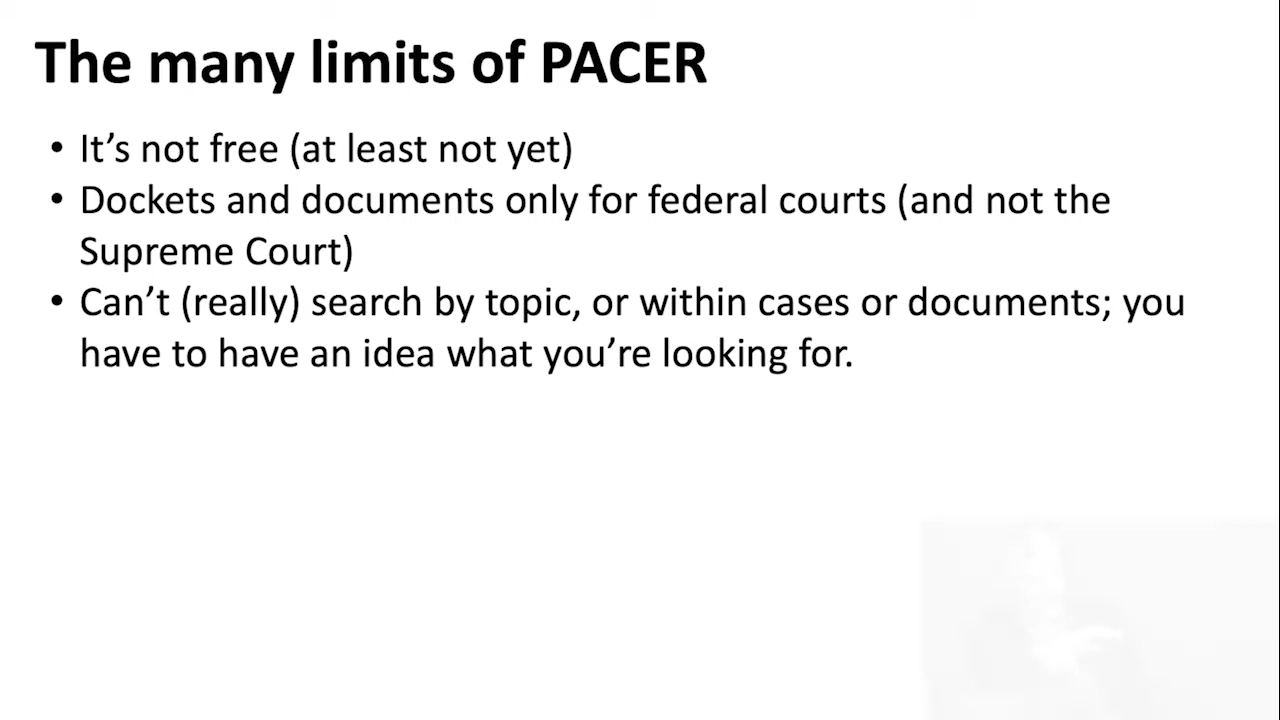 The many limits of PACER
• It’s not free (at least not yet)
• Dockets and documents only for federal courts (and not the
Supreme Court)
• Can’t (really) search by topic, or within cases or documents; you
have to have an idea what you’re looking for.